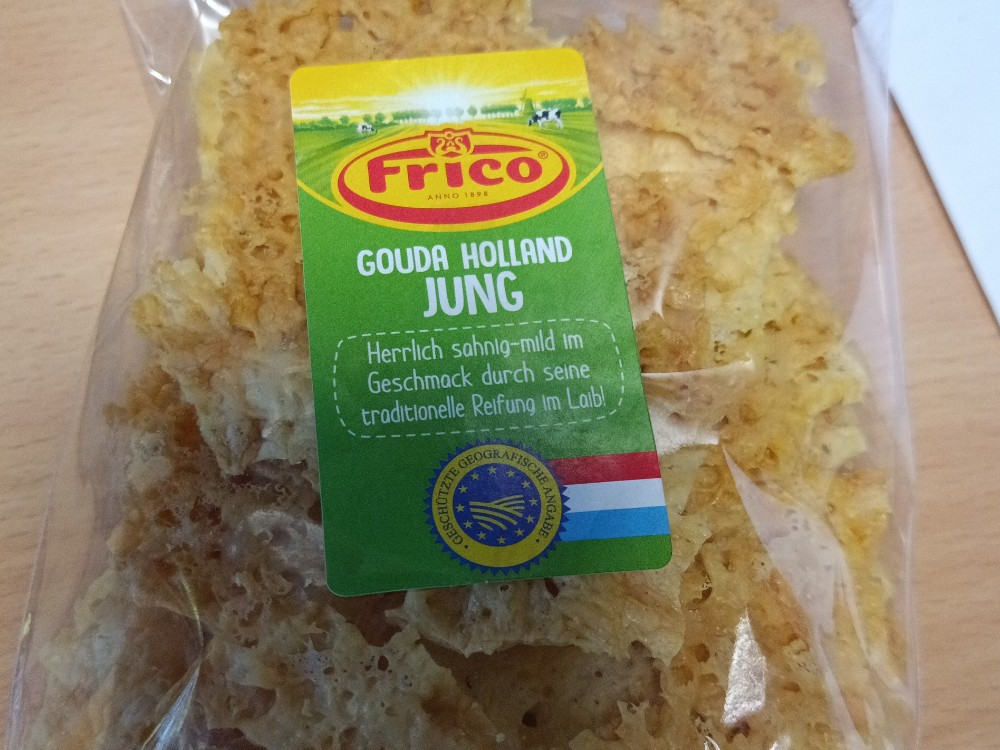 Frico®
ANNO 1898
GOUDA HOLLAND
JUNG
Herrlich sahnig-mild im
Geschmack durch seine
traditionelle Reifung im Laib!
• GESCHÜTZTE GEOGRAFISCHE ANGABE •